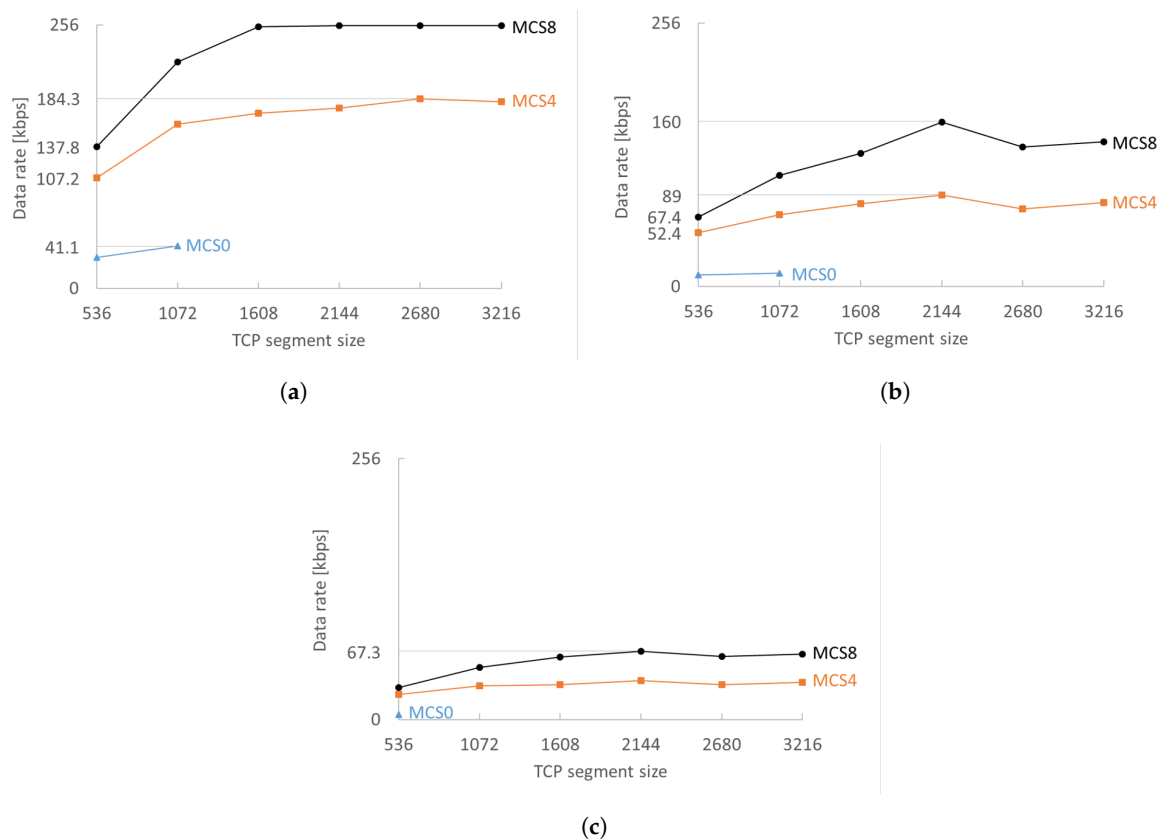 256
MCS8
184.3
MCS4
137.8
107.2
41.1
MCS0
0
536 1072 1608 2144 2680 3216
TCP segment size
Data rate [kbps]
(a)
256
160
MCS8
89
MCS4
67.4
52.4
MCS0
0
536 1072 1608 2144 2680 3216
TCP segment size
Data rate [kbps]
(b)
256
67.3
MCS8
MCS4
MCS0
0
536 1072 1608 2144 2680 3216
TCP segment size
Data rate [kbps]
(c)